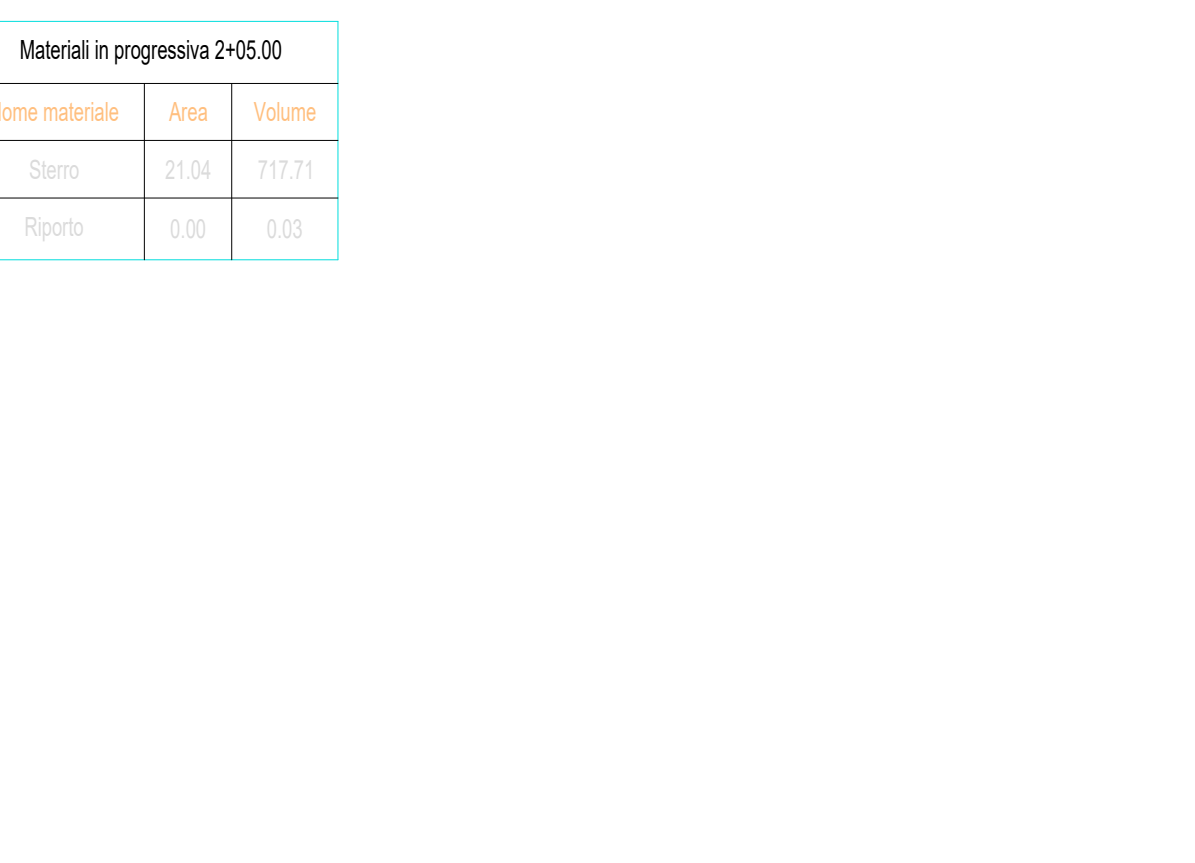 Materiali in progressiva 2+05.00
materiale Area Volume
Sterro 21.04 717.71
Riporto 0.00 0.03